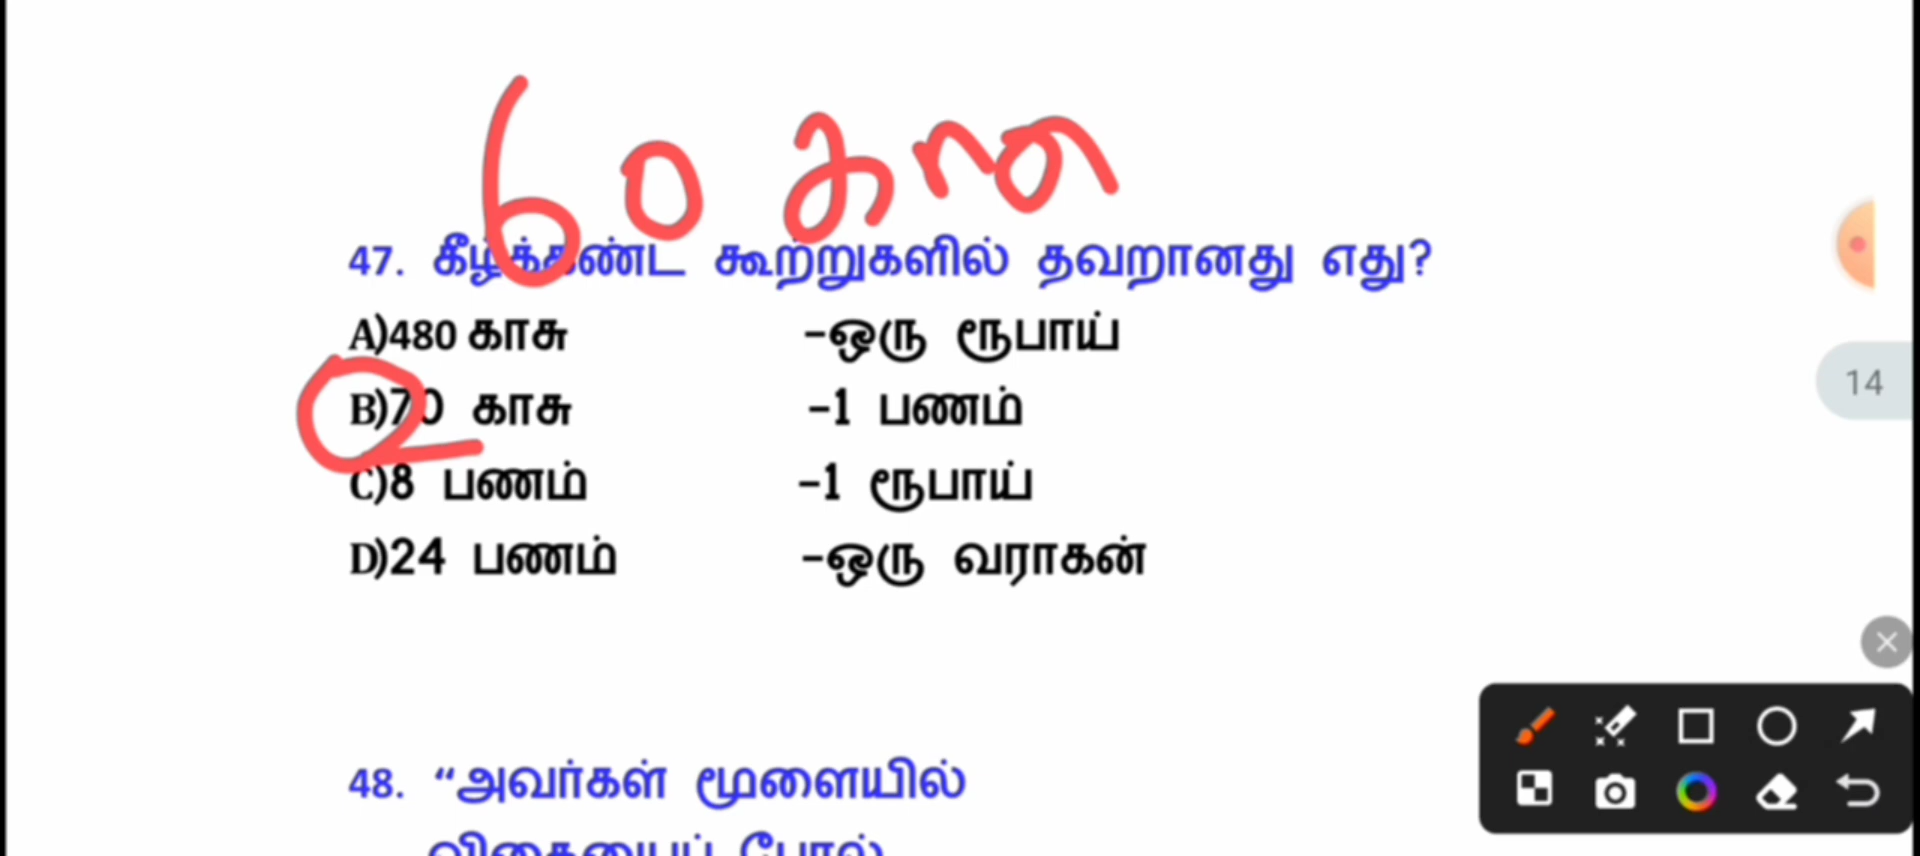 60 கா
47. கீழ்க்கண்ட கூற்றுகளில் தவறானது எது?
A)480 காசு –ஒரு ரூபாய்
B)70 காசு –1 பணம்
C)8 பணம் –1 ரூபாய்
D)24 பணம் –ஒரு வராகன்
14
48. “அவர்கள் மூளையில்